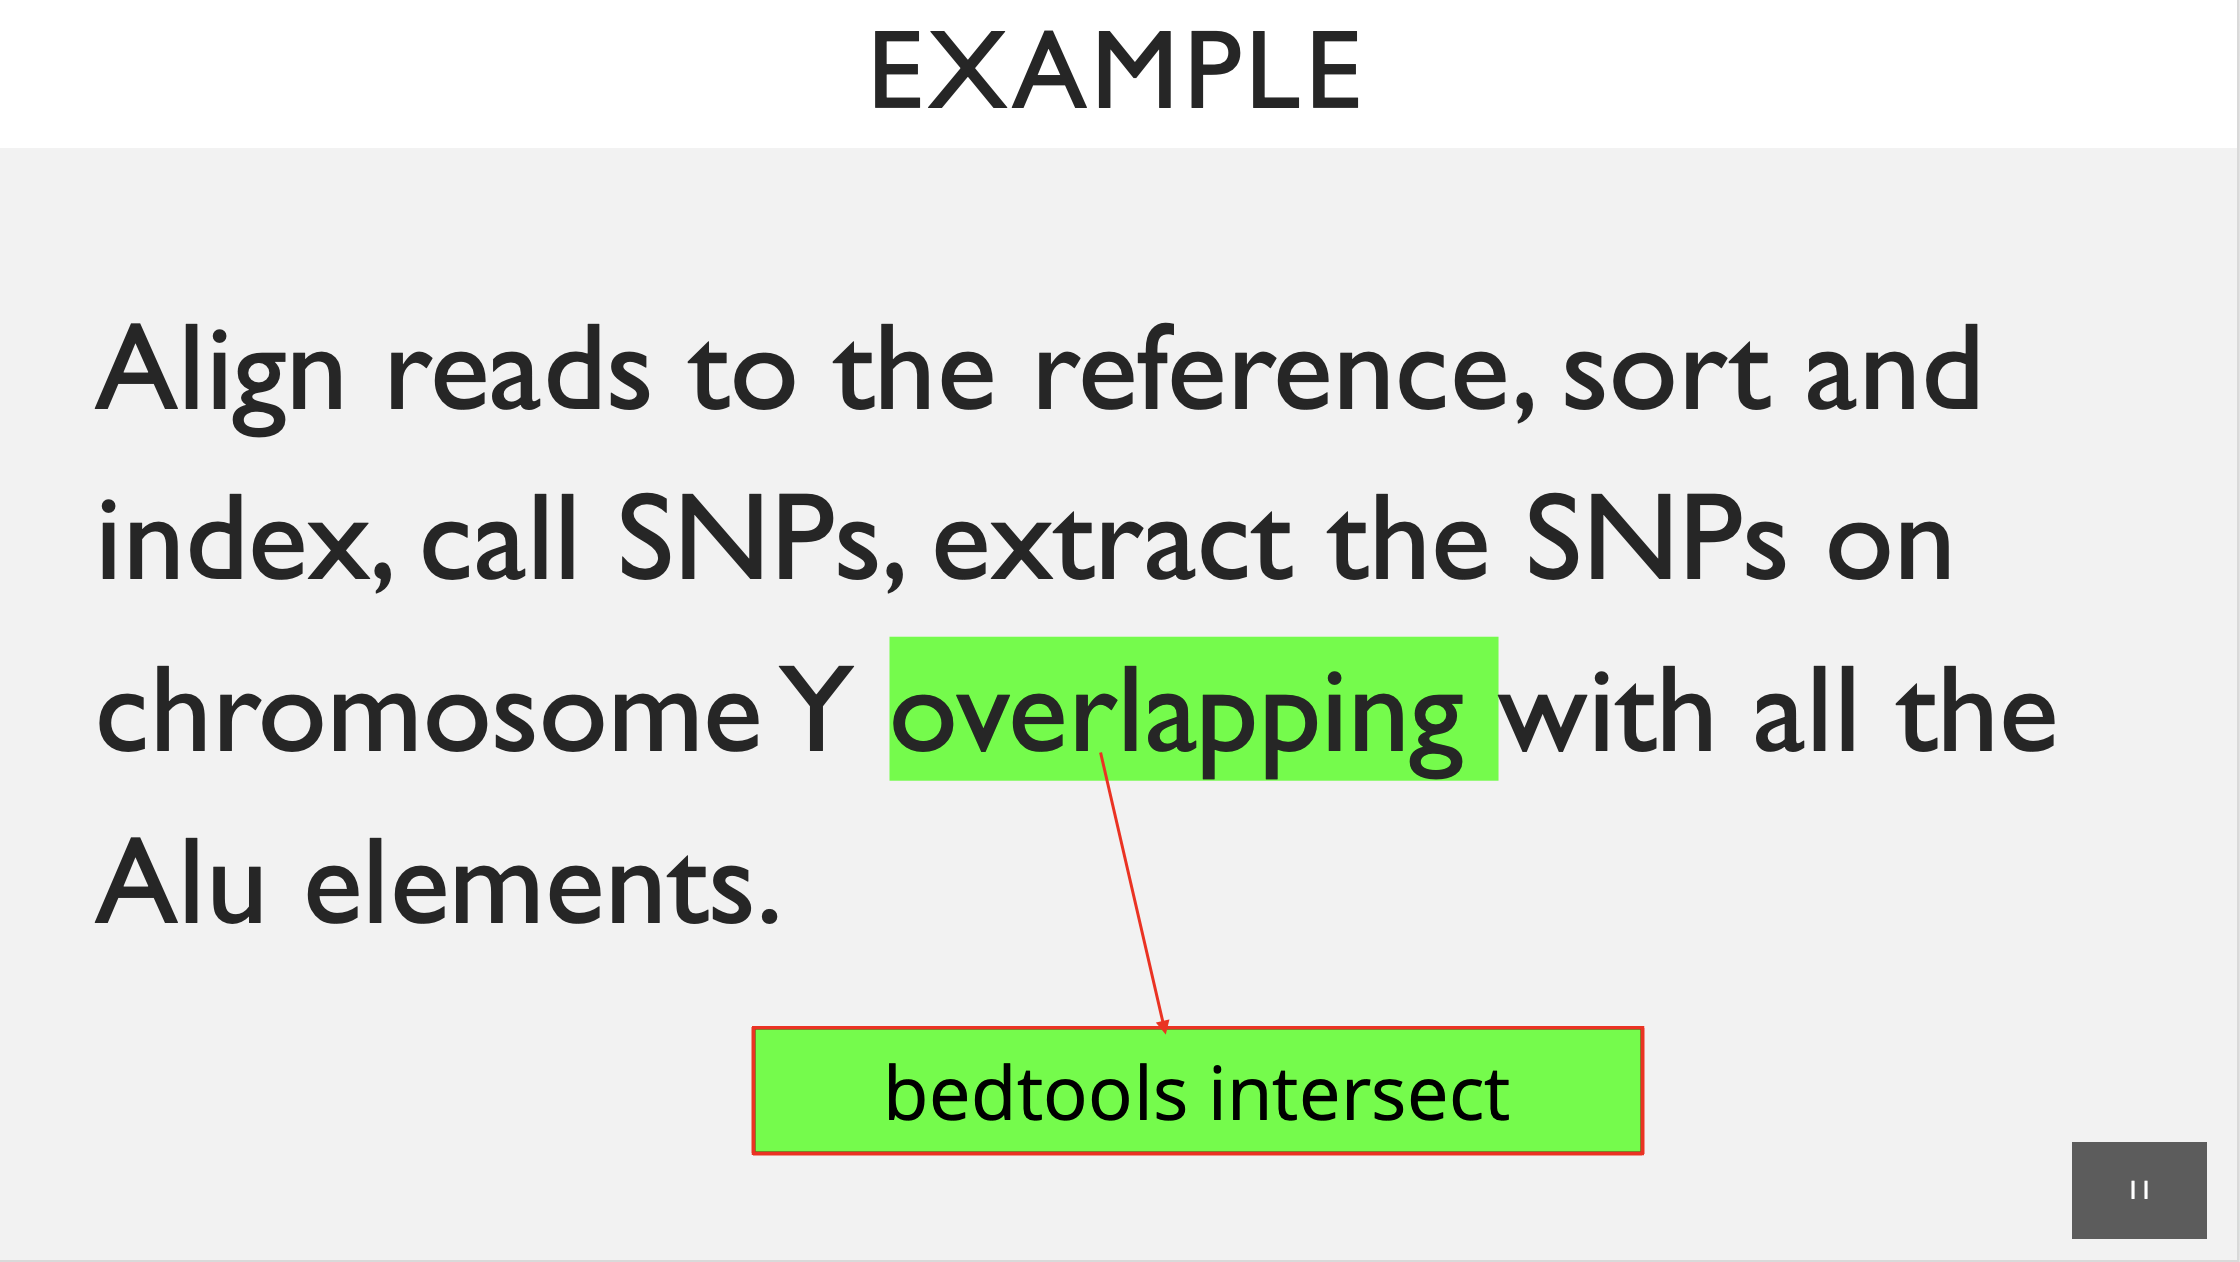 EXAMPLE
Align reads to the reference, sort and
index, call SNPs, extract the SNPs on
chromosome Y overlapping with all the
Alu elements.
bedtools intersect
11